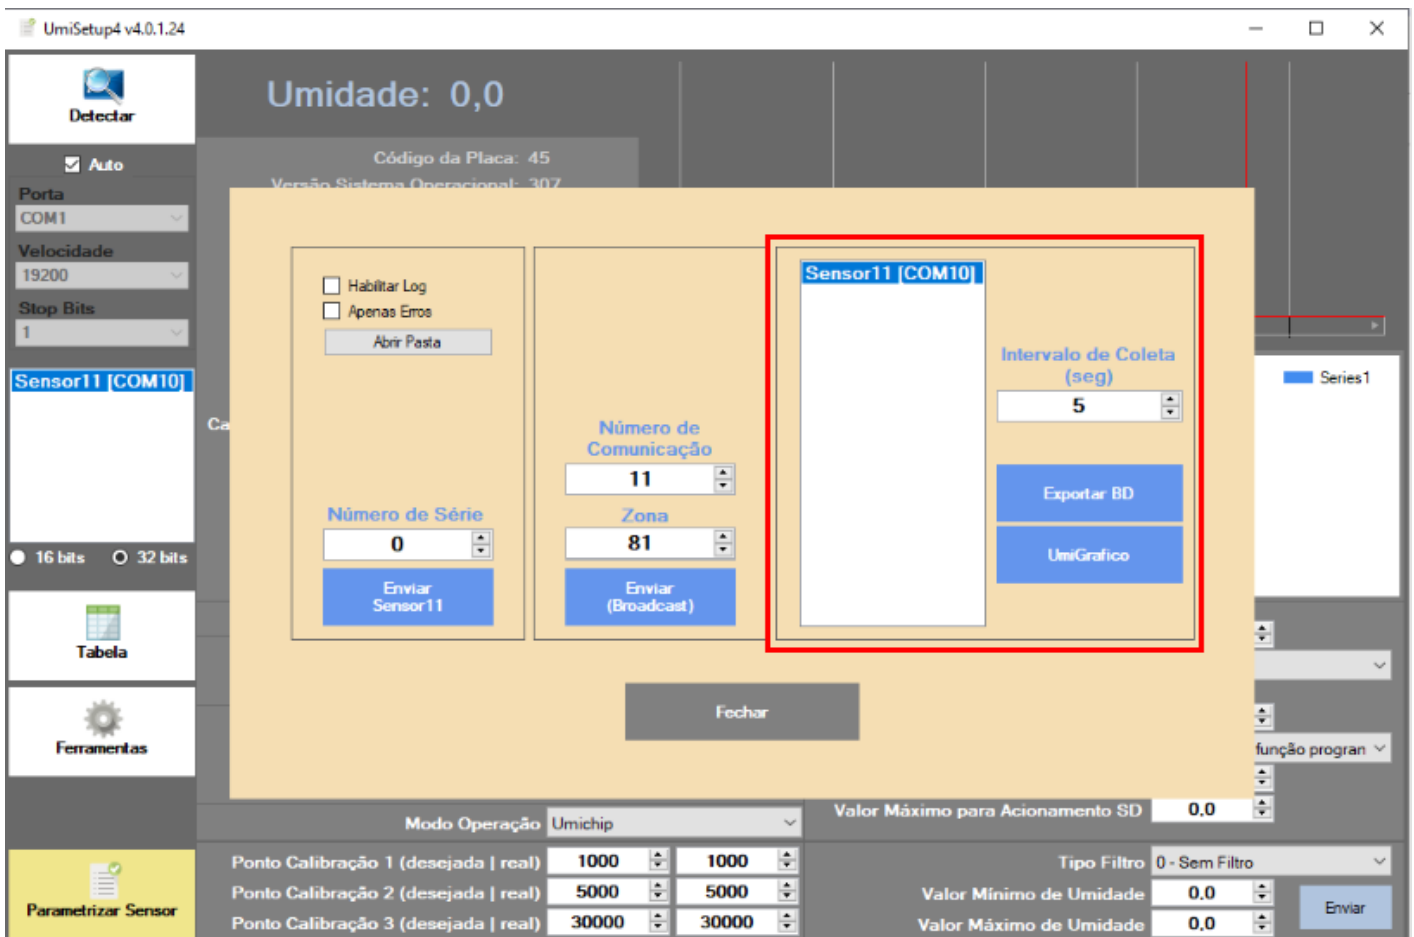 UmiSetup4 v4.0.1.24
Detectar
Auto
Porta
COM1
Velocidade
19200
Stop Bits
1
Sensor11 [COM10]
16 bits
32 bits
Tabela
Ferramentas
Parametrizar Sensor
Umidade: 0,0
Código da Placa: 45
Versão Sistema Operacional: 307
Ca
Habilitar Log
Apenas Erros
Abrir Pasta
Número de Série
0
Enviar
Sensor11
Número de
Comunicação
11
Zona
81
Enviar
(Broadcast)
Sensor11 [COM10]
Intervalo de Coleta
(seg)
5
Exportar BD
UmiGrafico
Fechar
Series1
função progran
Valor Máximo para Acionamento SD 0,0
Modo Operação Umichip
Ponto Calibração 1 (desejada | real) 1000 1000
Ponto Calibração 2 (desejada | real) 5000 5000
Ponto Calibração 3 (desejada | real) 30000 30000
Tipo Filtro 0 - Sem Filtro
Valor Mínimo de Umidade 0,0
Valor Máximo de Umidade 0,0
Enviar